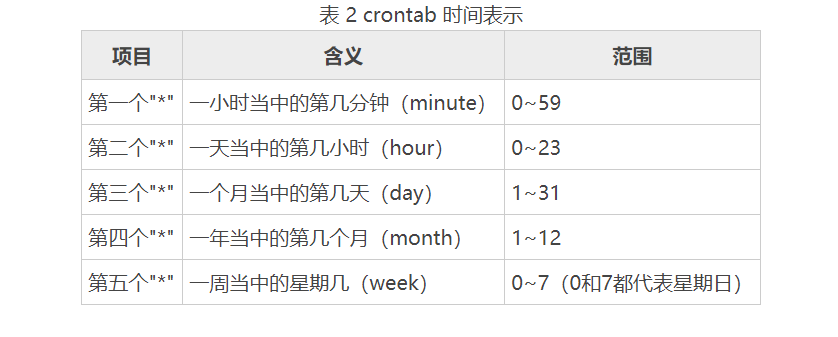 表 2 crontab 时间表示
项目 含义 范围
第一个"*" 一小时当中的第几分钟（minute） 0~59
第二个"*" 一天当中的第几小时（hour） 0~23
第三个"*" 一个月当中的第几天（day） 1~31
第四个"*" 一年当中的第几个月（month） 1~12
第五个"*" 一周当中的星期几（week） 0~7（0和7都代表星期日）